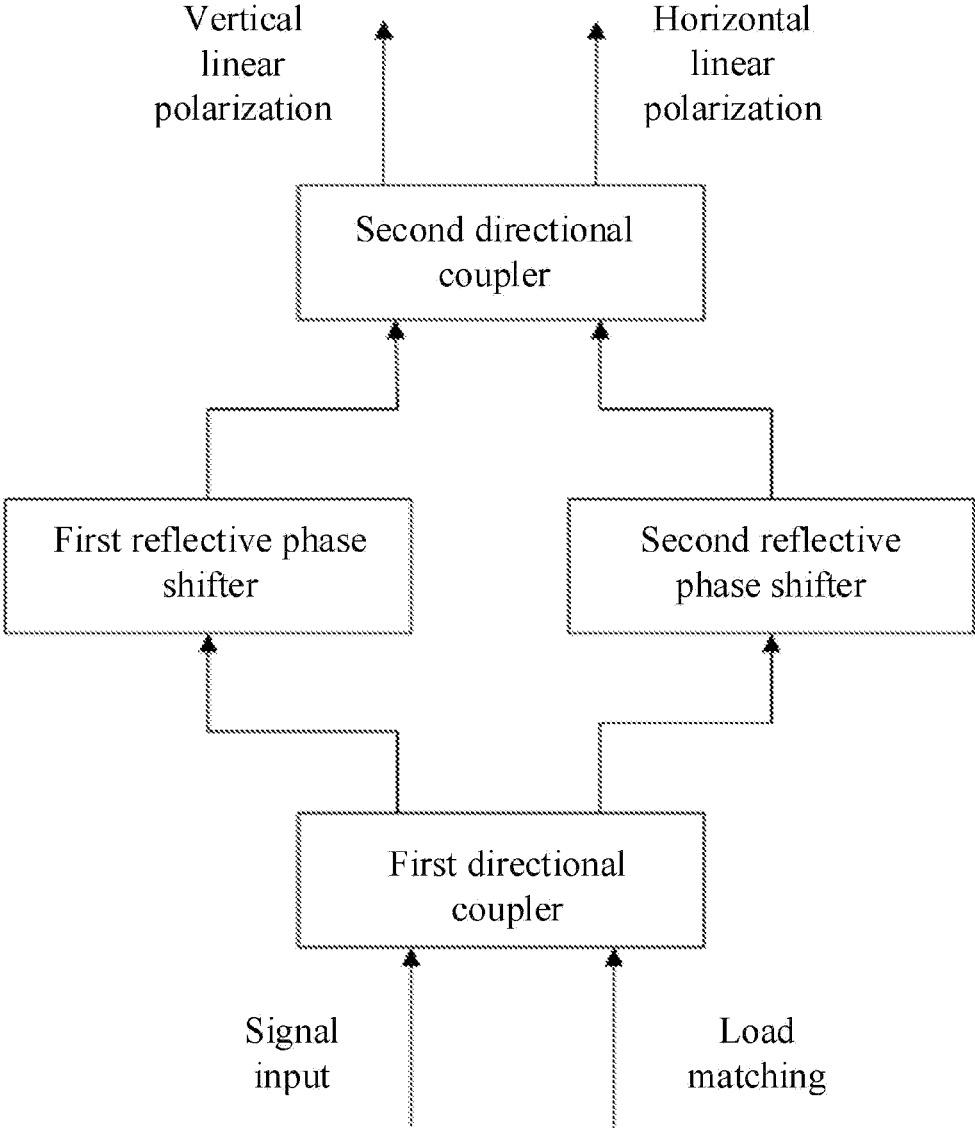 Vertical
linear
polarization
Horizontal
linear
polarization
Second directional
coupler
First reflective phase
shifter
Second reflective
phase shifter
First directional
coupler
Signal
input
Load
matching